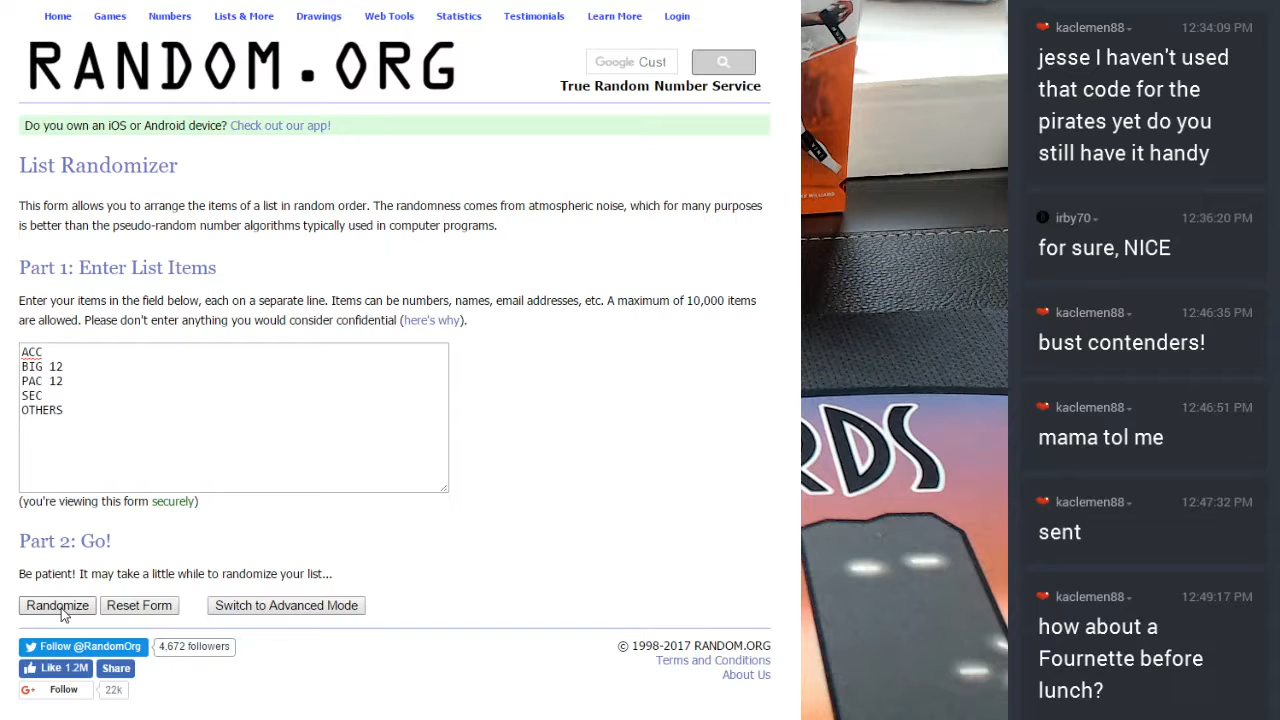 Home Games Numbers Lists & More Drawings Web Tools Statistics Testimonials Learn More Login
RANDOM.ORG
Google Cust
True Random Number Service
Do you own an iOS or Android device? Check out our app!
List Randomizer
This form allows you to arrange the items of a list in random order. The randomness comes from atmospheric noise, which for many purposes
is better than the pseudo-random number algorithms typically used in computer programs.
Part 1: Enter List Items
Enter your items in the field below, each on a separate line. Items can be numbers, names, email addresses, etc. A maximum of 10,000 items
are allowed. Please don't enter anything you would consider confidential (here's why).
ACC
BIG 12
PAC 12
SEC
OTHERS
(you're viewing this form securely)
Part 2: Go!
Be patient! It may take a little while to randomize your list...
Randomize Reset Form Switch to Advanced Mode
Follow @RandomOrg 4,672 followers
Like 1.2M Share
G+ Follow 22k
© 1998-2017 RANDOM.ORG
Terms and Conditions
About Us
WILLIAMS
RDS
kaclemen88 12:34:09 PM
jesse I haven't used
that code for the
pirates yet do you
still have it handy
irby70 12:36:20 PM
for sure, NICE
kaclemen88 12:46:35 PM
bust contenders!
kaclemen88 12:46:51 PM
mama tol me
kaclemen88 12:47:32 PM
sent
kaclemen88 12:49:17 PM
how about a
Fournette before
lunch?